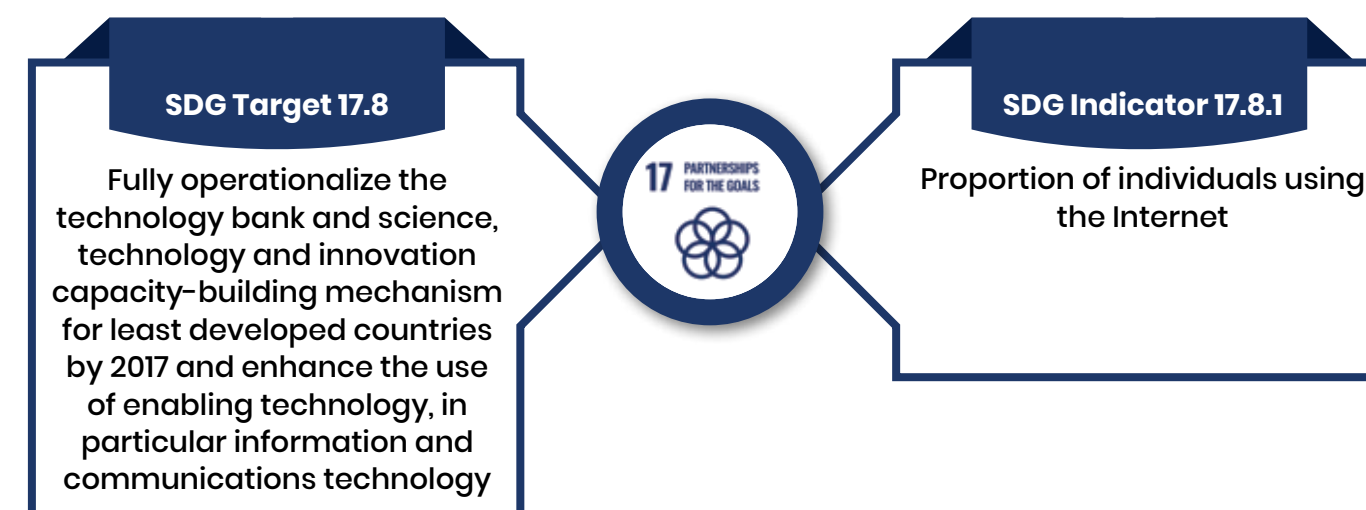 SDG Target 17.8
Fully operationalize the
technology bank and science,
technology and innovation
capacity-building mechanism
for least developed countries
by 2017 and enhance the use
of enabling technology, in
particular information and
communications technology
17 PARTNERSHIPS
FOR THE GOALS
SDG Indicator 17.8.1
Proportion of individuals using
the Internet